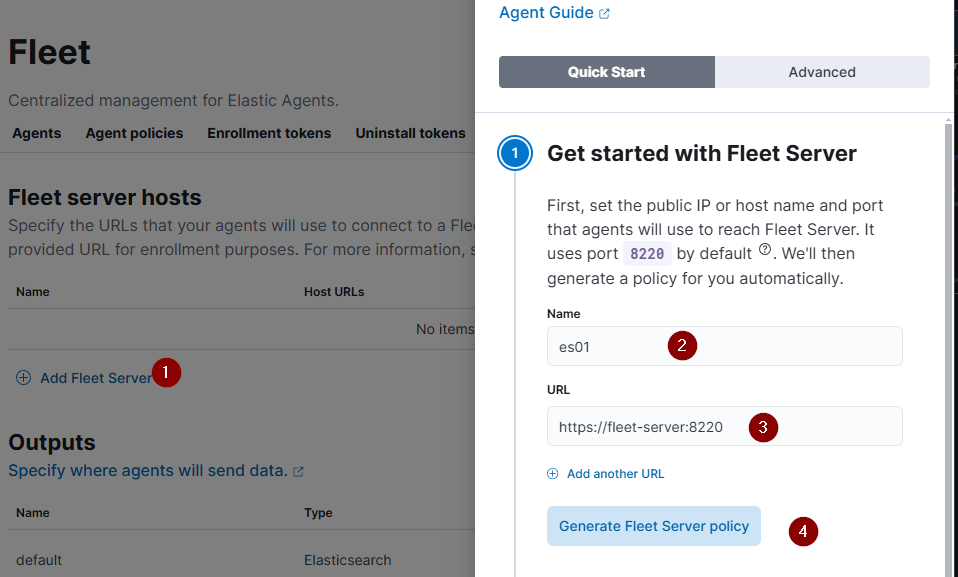 Fleet
Centralized management for Elastic Agents.
Agents Agent policies Enrollment tokens Uninstall tokens
Fleet server hosts
Specify the URLs that your agents will use to connect to a
provided URL for enrollment purposes. For more information,
Name Host URLs
No items
Add Fleet Server 1
Outputs
Specify where agents will send data.
Name Type
default Elasticsearch
Agent Guide
Quick Start Advanced
1 Get started with Fleet Server
First, set the public IP or host name and port
that agents will use to reach Fleet Server. It
uses port 8220 by default ?. We'll then
generate a policy for you automatically.
Name
es01 2
URL
https://fleet-server:8220 3
Add another URL
Generate Fleet Server policy 4